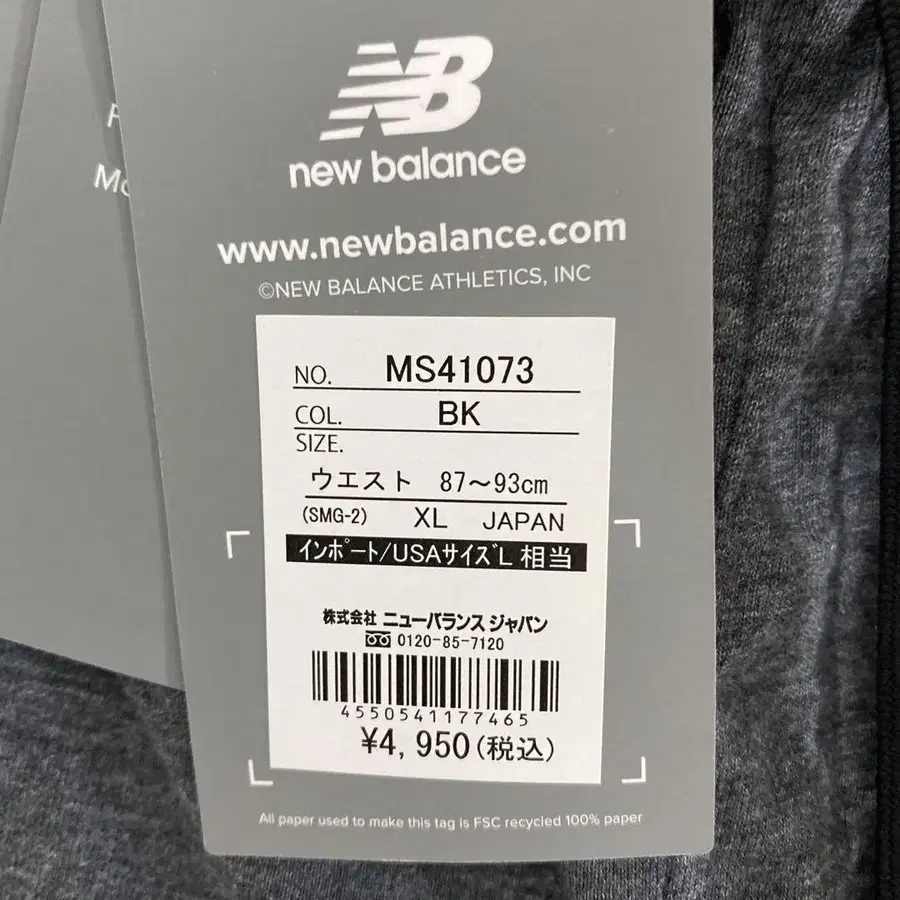 NB
new balance
www.newbalance.com
©NEW BALANCE ATHLETICS, INC
NO. MS41073
COL. BK
SIZE.
ウエスト 87〜93cm
(SMG-2) XL JAPAN
インポート/USAサイズL 相当
株式会社 ニューバランス ジャパン
0120-85-7120
4550541177465
¥4,950(税込)
All paper used to make this tag is FSC recycled 100% paper